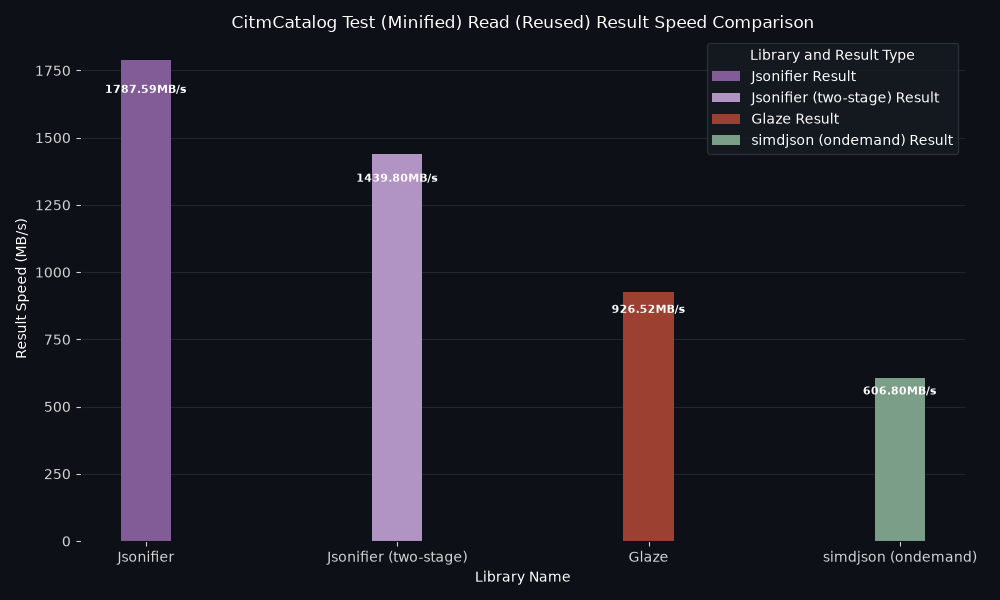 CitmCatalog Test (Minified) Read (Reused) Result Speed Comparison
Library and Result Type
Jsonifier Result
Jsonifier (two-stage) Result
Glaze Result
simdjson (ondemand) Result
Result Speed (MB/s)
1750
1500
1250
1000
750
500
250
0
1787.59MB/s
1439.80MB/s
926.52MB/s
606.80MB/s
Jsonifier
Jsonifier (two-stage)
Glaze
simdjson (ondemand)
Library Name